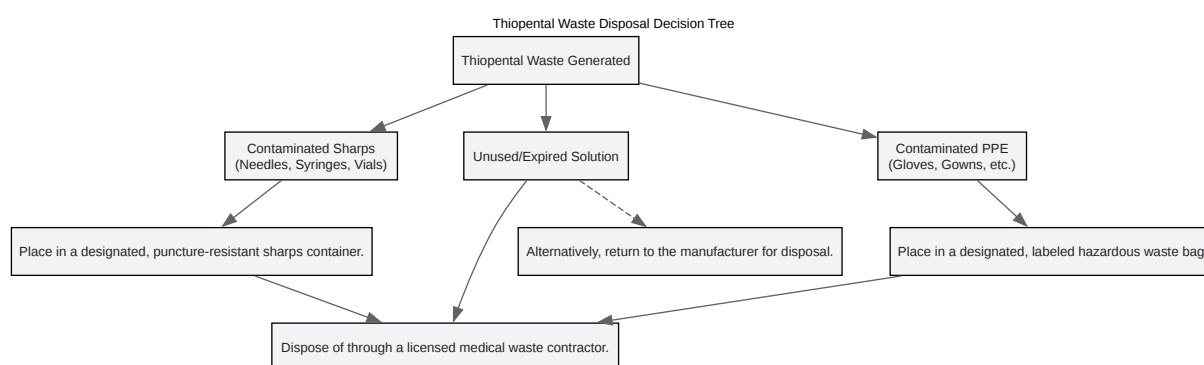 Thiopental Waste Disposal Decision Tree
Thiopental Waste Generated
Contaminated Sharps
(Needles, Syringes, Vials)
Unused/Expired Solution
Contaminated PPE
(Gloves, Gowns, etc.)
Place in a designated, puncture-resistant sharps container.
Alternatively, return to the manufacturer for disposal.
Place in a designated, labeled hazardous waste bag
Dispose of through a licensed medical waste contractor.